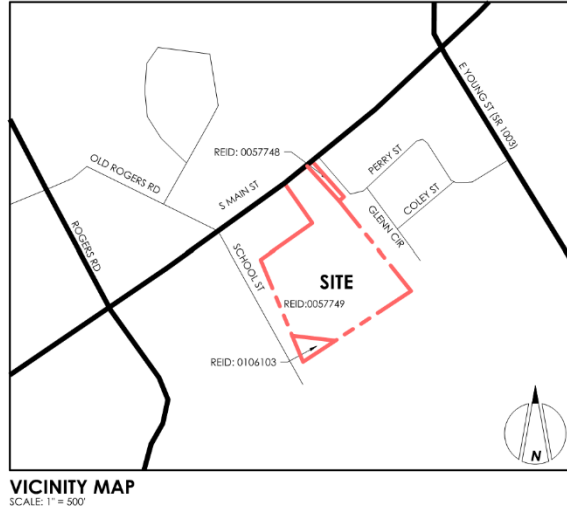 E YOUNG ST (SR 1003)
REID: 0057748
PERRY ST
OLD ROGERS RD
S MAIN ST
COLEY ST
GLENN CIR
ROGERS RD
SCHOOL ST
SITE
REID:0057749
REID: 0106103
N
VICINITY MAP
SCALE: 1" = 500'